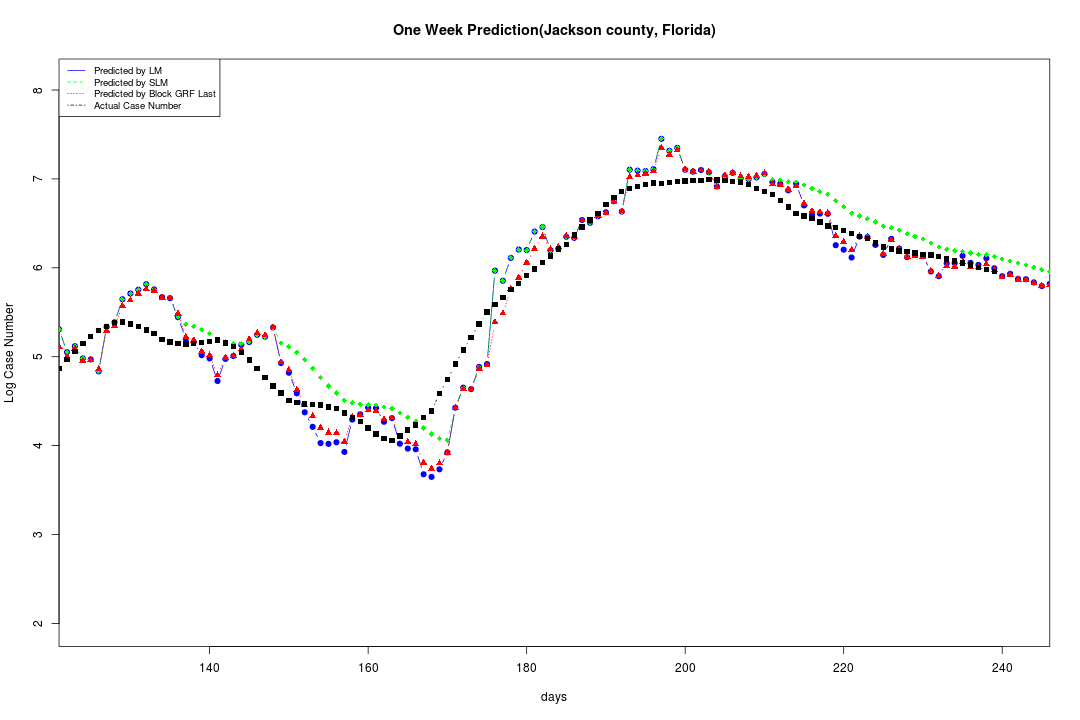 One Week Prediction(Jackson county, Florida)
Predicted by LM
Predicted by SLM
Predicted by Block GRF Last
Actual Case Number
8
7
6
5
4
3
2
Log Case Number
140 160 180 200 220 240
days